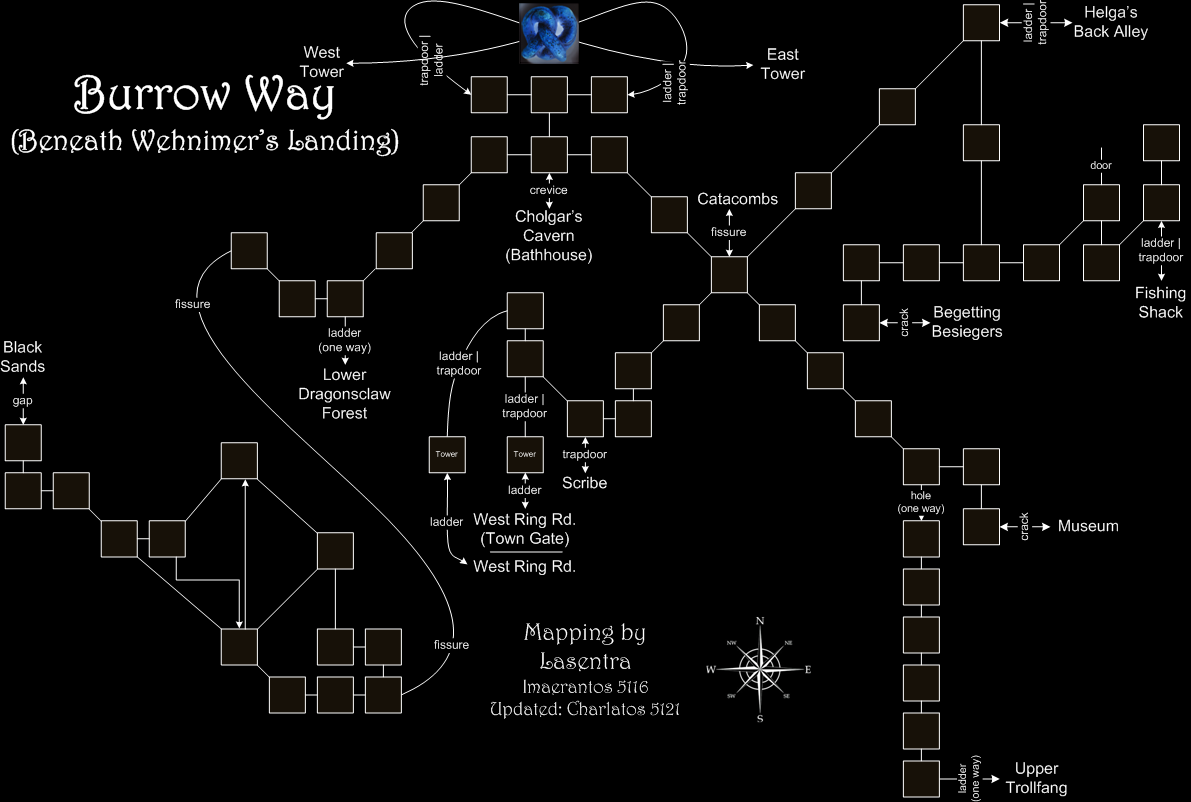 Burrow Way
(Beneath Wehnimer's Landing)
West
Tower
trapdoor |
ladder
ladder |
trapdoor
East
Tower
ladder |
trapdoor
Helga's
Back Alley
crevice
Cholgar's
Cavern
(Bathhouse)
Catacombs
fissure
door
ladder |
trapdoor
Fishing
Shack
crack
Begetting
Besiegers
fissure
ladder
(one way)
Lower
Dragonsclaw
Forest
Black
Sands
gap
ladder |
trapdoor
ladder |
trapdoor
Tower
Tower
trapdoor
Scribe
ladder
ladder
West Ring Rd.
(Town Gate)
West Ring Rd.
hole
(one way)
crack
Museum
fissure
Mapping by
Lasentra
Imaerantos 5116
Updated: Charlatos 5121
N
NW
NE
W
E
SW
SE
S
ladder
(one way)
Upper
Trollfang